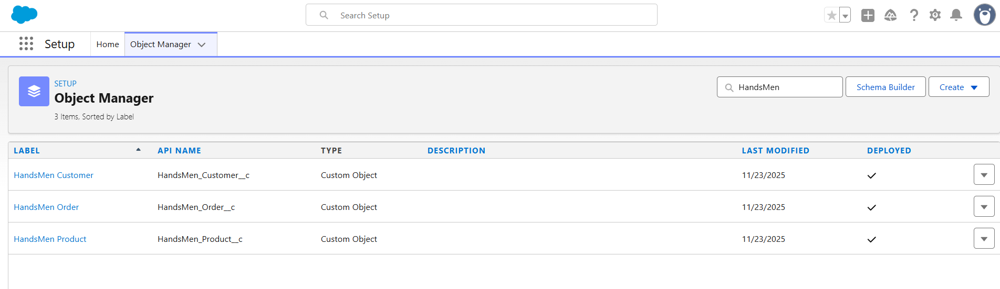 Search Setup
Setup Home Object Manager
SETUP
Object Manager
3 Items, Sorted by Label
HandsMen Schema Builder Create
LABEL API NAME TYPE DESCRIPTION LAST MODIFIED DEPLOYED
HandsMen Customer HandsMen_Customer__c Custom Object 11/23/2025
HandsMen Order HandsMen_Order__c Custom Object 11/23/2025
HandsMen Product HandsMen_Product__c Custom Object 11/23/2025